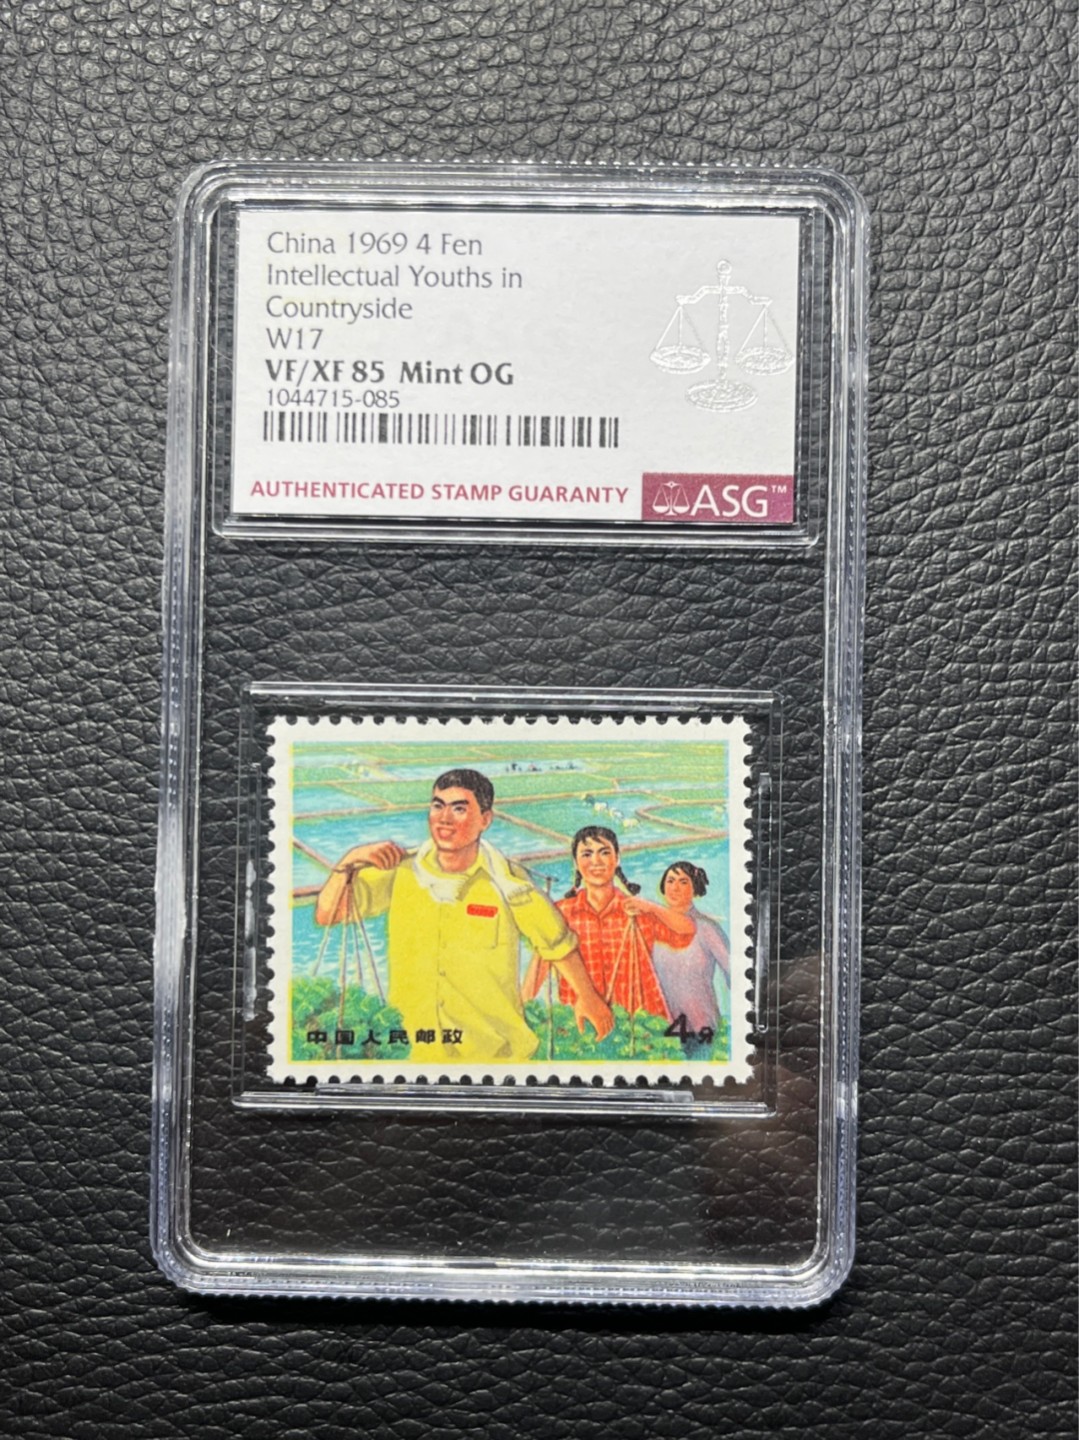 China 1969 4 Fen
Intellectual Youths in
Countryside
W17
VF/XF 85 Mint OG
1044715-085
AUTHENTICATED STAMP GUARANTY
ASG™
中国人民邮政
4分